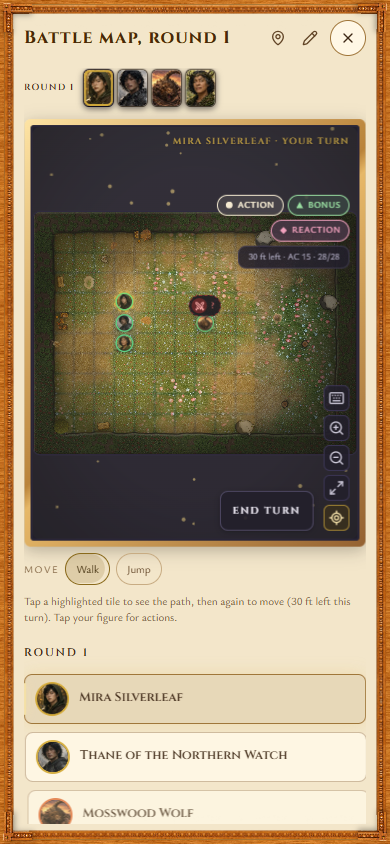 Battle map, round 1
ROUND 1
MIRA SILVERLEAF · YOUR TURN
ACTION
BONUS
REACTION
30 ft left · AC 15 · 28/28
END TURN
MOVE
Walk
Jump
Tap a highlighted tile to see the path, then again to move (30 ft left this
turn). Tap your figure for actions.
ROUND 1
Mira Silverleaf
Thane of the Northern Watch
Mosswood Wolf